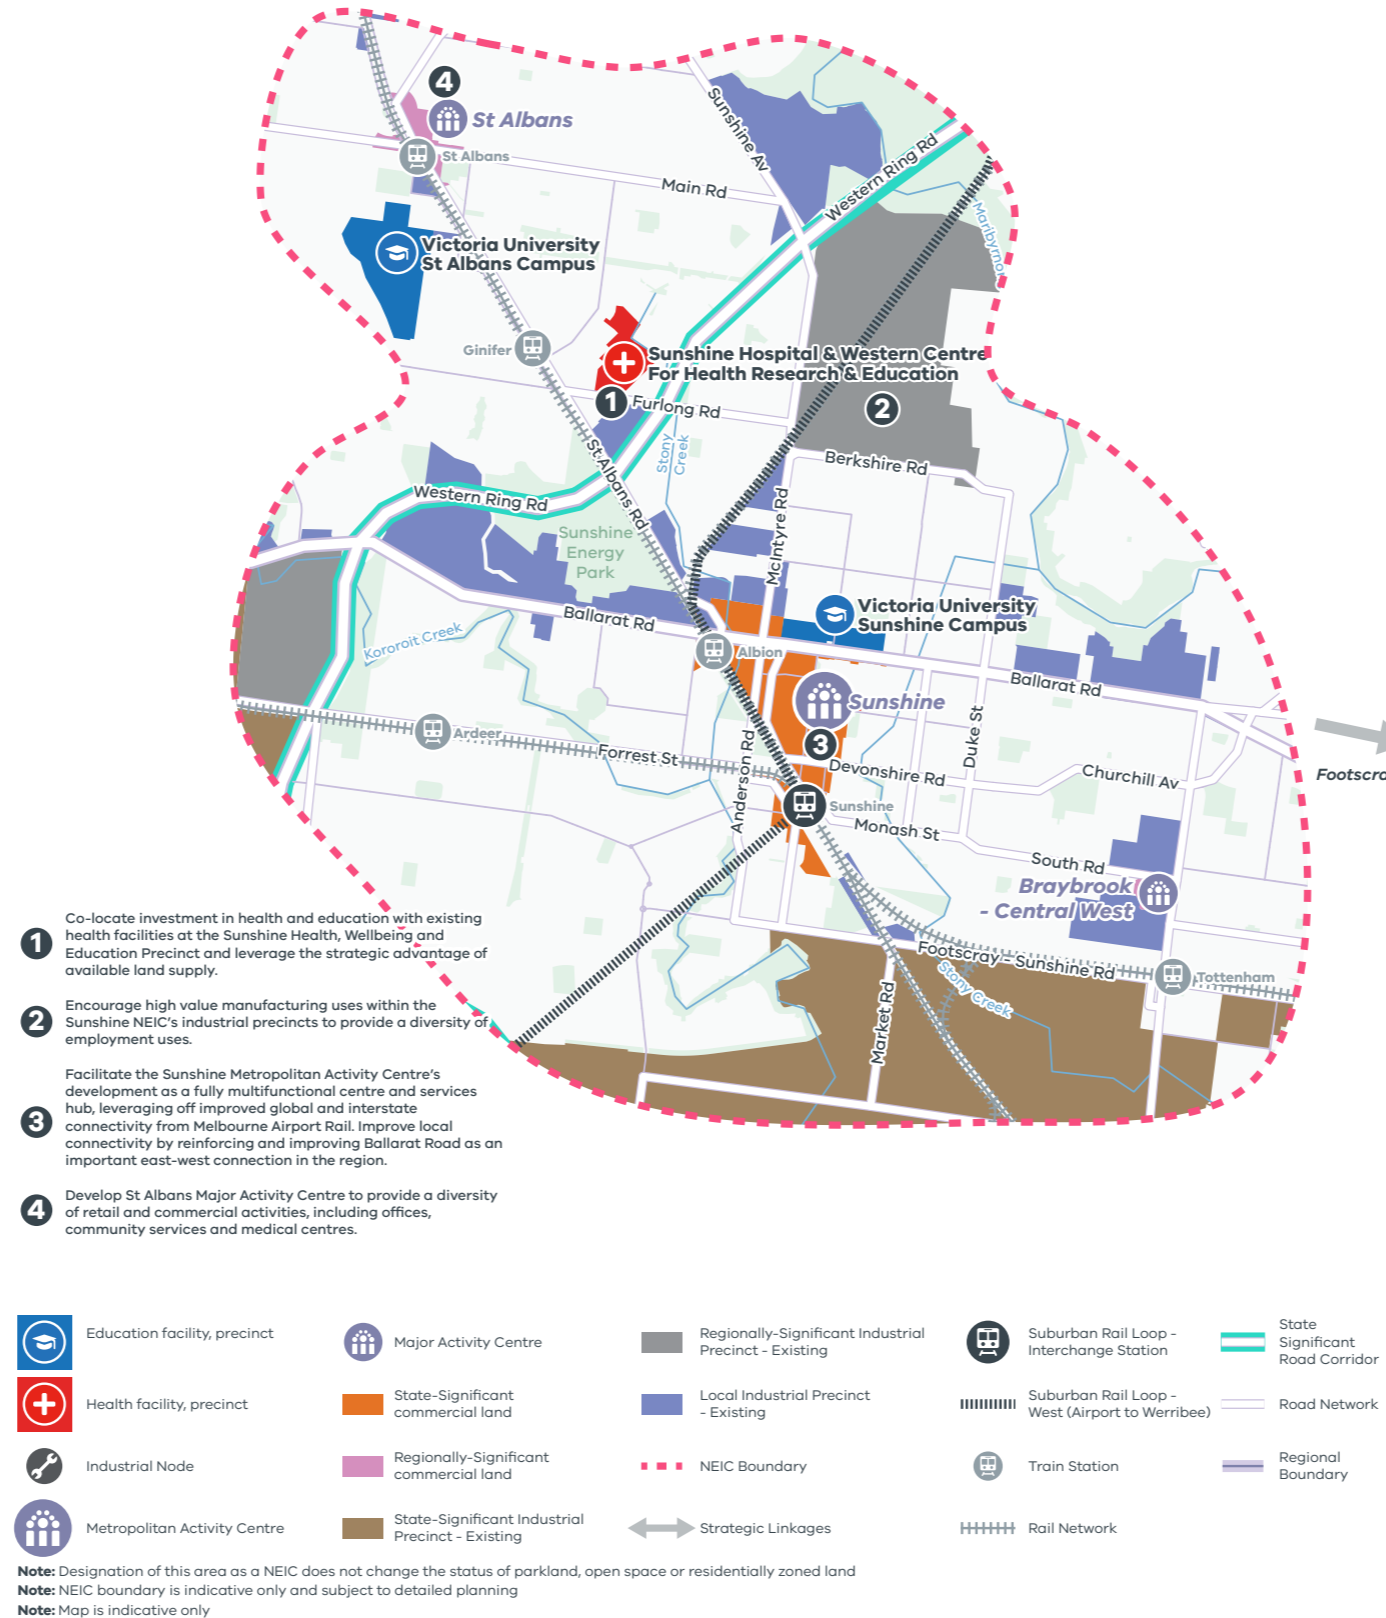 4
St Albans
St Albans
Sunshine Av
Western Ring Rd
Main Rd
Victoria University
St Albans Campus
Ginifer
Sunshine Hospital & Western Centre
For Health Research & Education
1
Furlong Rd
2
Stony
Creek
St Albans Rd
Berkshire Rd
Western Ring Rd
McIntyre Rd
Sunshine
Energy
Park
Ballarat Rd
Victoria University
Sunshine Campus
Kororoit Creek
Albion
Ballarat Rd
Sunshine
3
Duke St
Ardeer
Forrest St
Anderson Rd
Devonshire Rd
Churchill Av
Footscra
Sunshine
Monash St
South Rd
Braybrook
- Central West
Footscray - Sunshine Rd
Stony Creek
Tottenham
Market Rd
1
Co-locate investment in health and education with existing
health facilities at the Sunshine Health, Wellbeing and
Education Precinct and leverage the strategic advantage of
available land supply.
2
Encourage high value manufacturing uses within the
Sunshine NEIC's industrial precincts to provide a diversity of
employment uses.
3
Facilitate the Sunshine Metropolitan Activity Centre's
development as a fully multifunctional centre and services
hub, leveraging off improved global and interstate
connectivity from Melbourne Airport Rail. Improve local
connectivity by reinforcing and improving Ballarat Road as an
important east-west connection in the region.
4
Develop St Albans Major Activity Centre to provide a diversity
of retail and commercial activities, including offices,
community services and medical centres.
Education facility, precinct
Health facility, precinct
Industrial Node
Metropolitan Activity Centre
Major Activity Centre
State-Significant
commercial land
Regionally-Significant
commercial land
State-Significant Industrial
Precinct - Existing
Regionally-Significant Industrial
Precinct - Existing
Local Industrial Precinct
- Existing
NEIC Boundary
Strategic Linkages
Suburban Rail Loop -
Interchange Station
Suburban Rail Loop -
West (Airport to Werribee)
Train Station
Rail Network
State
Significant
Road Corridor
Road Network
Regional
Boundary
Note: Designation of this area as a NEIC does not change the status of parkland, open space or residentially zoned land
Note: NEIC boundary is indicative only and subject to detailed planning
Note: Map is indicative only